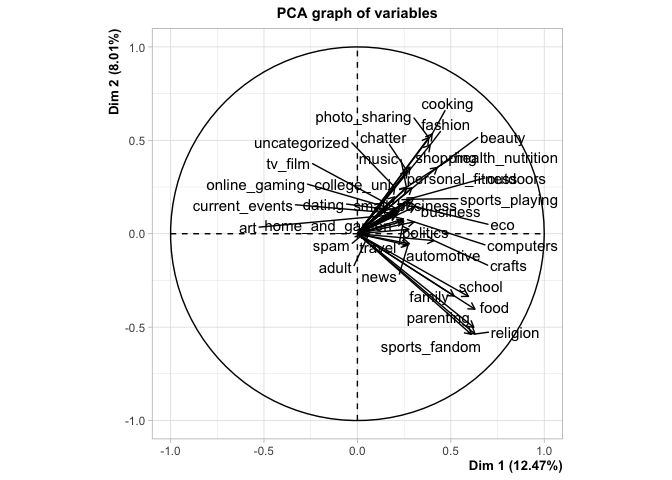 PCA graph of variables
Dim 2 (8.01%)
1.0
0.5
0.0
-0.5
-1.0
cooking
photo_sharing
fashion
chatter
beauty
uncategorized
music
shopping
health_nutrition
tv_film
personal_fitness
outdoors
online_gaming
college_uni
sports_playing
current_events
dating
small_business
business
art
home_and_garden
eco
politics
spam
travel
computers
automotive
adult
crafts
news
school
family
food
parenting
religion
sports_fandom
-1.0
-0.5
0.0
0.5
1.0
Dim 1 (12.47%)